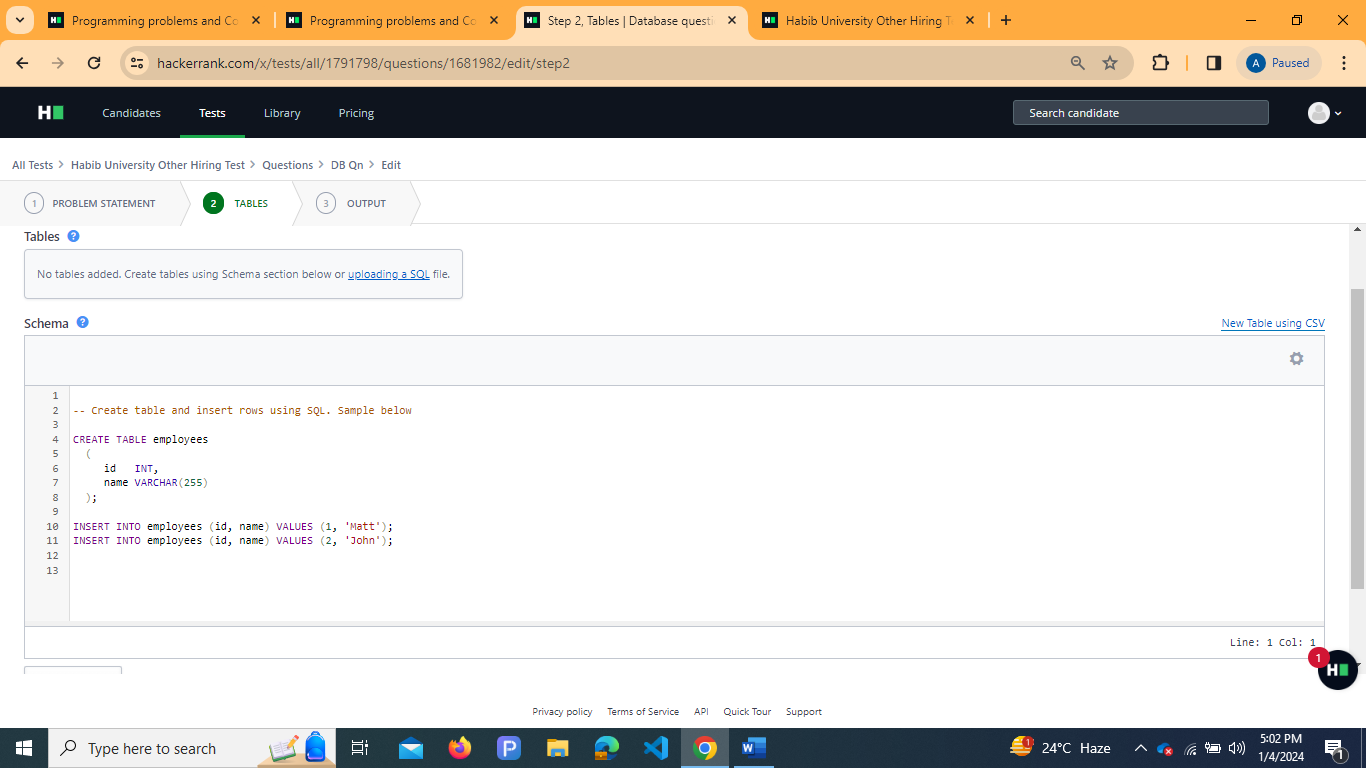 Programming problems and Co
Programming problems and Co
Step 2, Tables | Database questi
Habib University Other Hiring T
hackerrank.com/x/tests/all/1791798/questions/1681982/edit/step2
A Paused
H
Candidates
Tests
Library
Pricing
Search candidate
All Tests > Habib University Other Hiring Test > Questions > DB Qn > Edit
1 PROBLEM STATEMENT
2 TABLES
3 OUTPUT
Tables ?
No tables added. Create tables using Schema section below or uploading a SQL file.
Schema ?
New Table using CSV
1
2 -- Create table and insert rows using SQL. Sample below
3
4 CREATE TABLE employees
5 (
6 id INT,
7 name VARCHAR(255)
8 );
9
10 INSERT INTO employees (id, name) VALUES (1, 'Matt');
11 INSERT INTO employees (id, name) VALUES (2, 'John');
12
13
Line: 1 Col: 1
1
H
Privacy policy
Terms of Service
API
Quick Tour
Support
Type here to search
1
24°C Haze
5:02 PM
1/4/2024
1